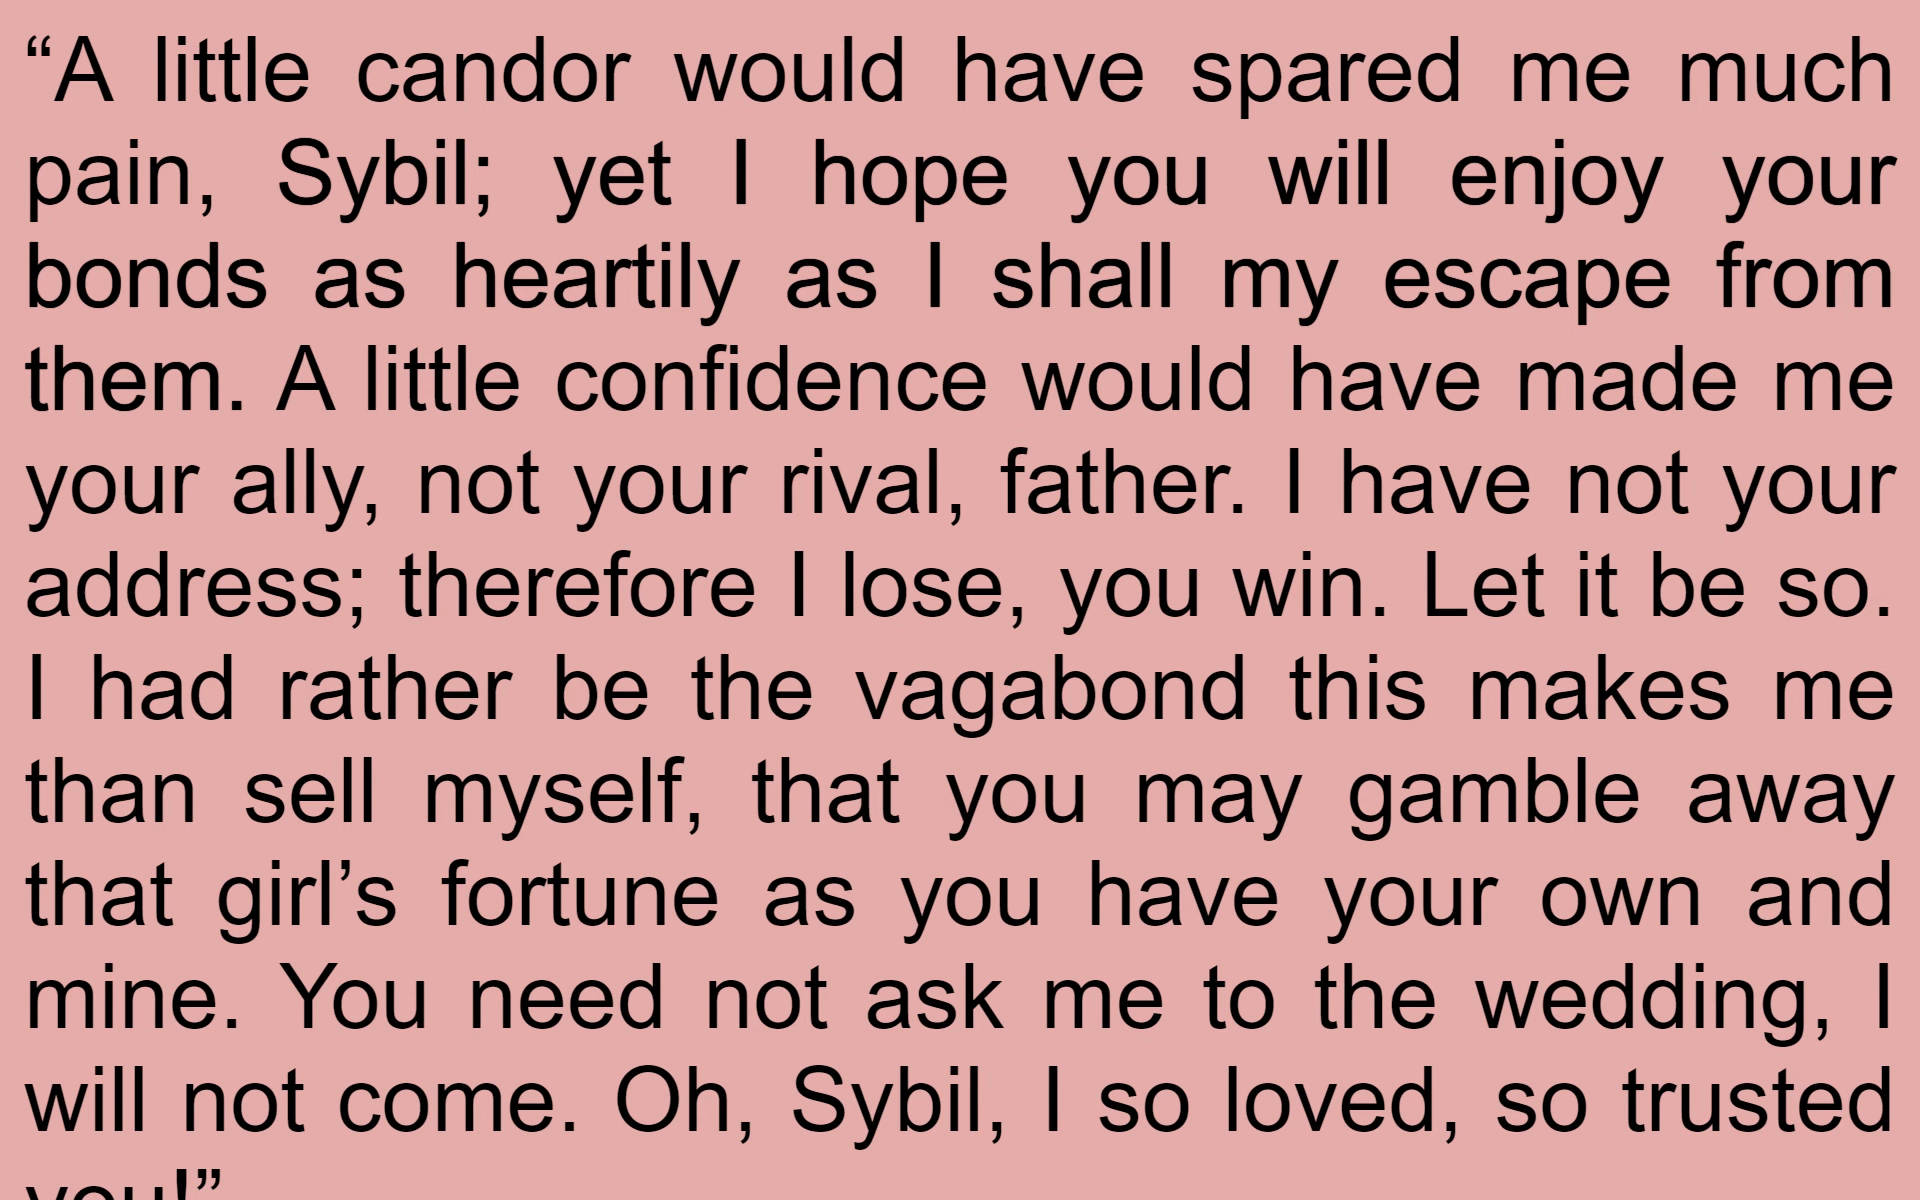 “A little candor would have spared me much
pain, Sybil; yet I hope you will enjoy your
bonds as heartily as I shall my escape from
them. A little confidence would have made me
your ally, not your rival, father. I have not your
address; therefore I lose, you win. Let it be so.
I had rather be the vagabond this makes me
than sell myself, that you may gamble away
that girl’s fortune as you have your own and
mine. You need not ask me to the wedding, I
will not come. Oh, Sybil, I so loved, so trusted
you!”